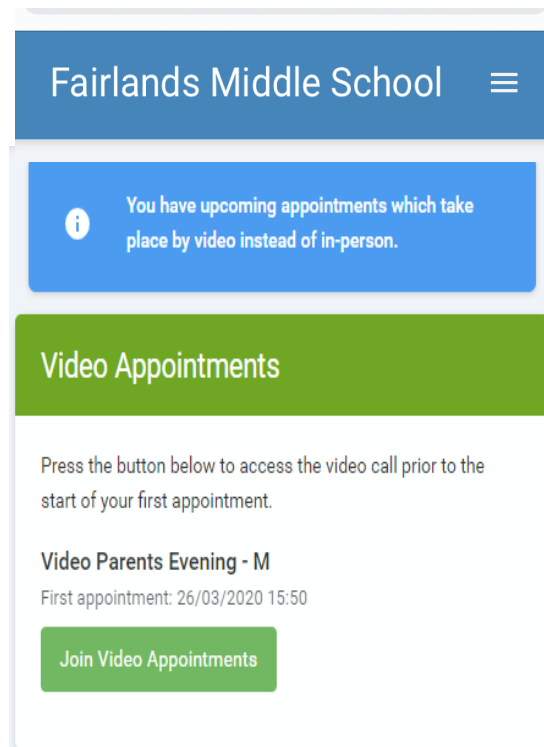 Fairlands Middle School
You have upcoming appointments which take
place by video instead of in-person.
Video Appointments
Press the button below to access the video call prior to the
start of your first appointment.
Video Parents Evening - M
First appointment: 26/03/2020 15:50
Join Video Appointments